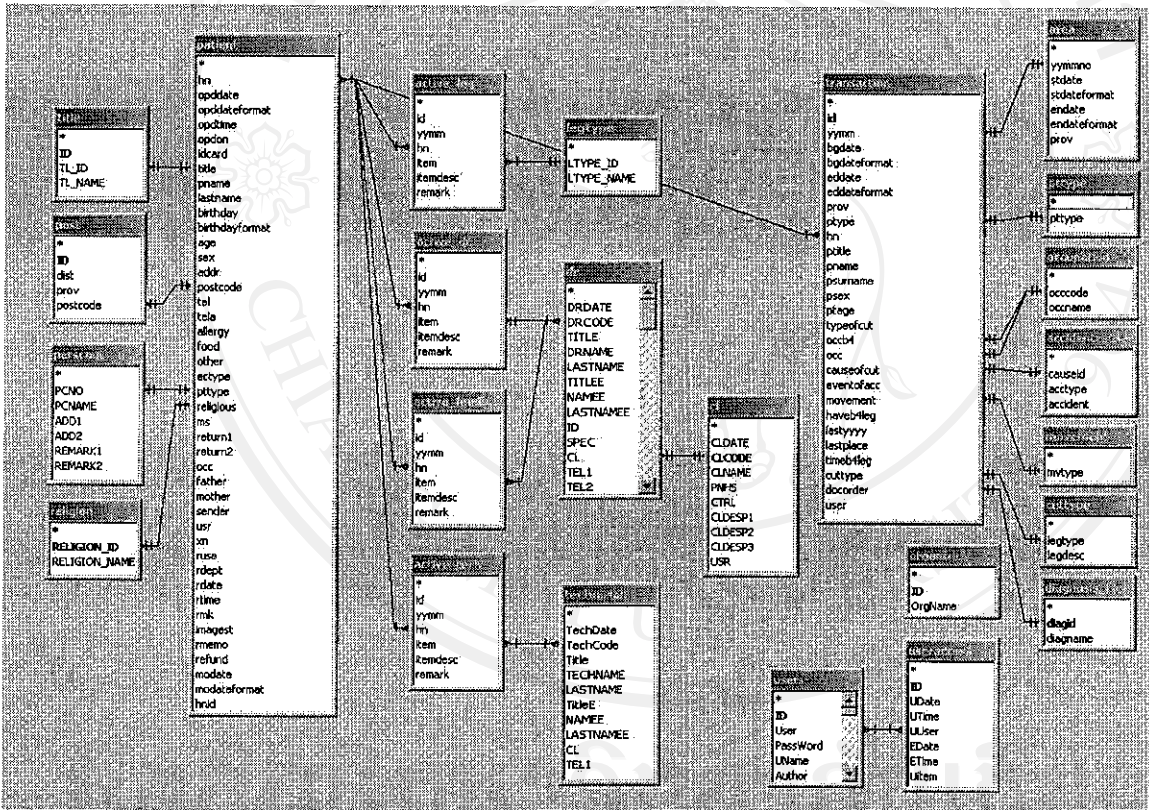 patient
*
hn
opddate
opddateformat
opdtime
opdon
idcard
title
pname
lastname
birthday
birthdayformat
age
sex
addr
postcode
tel
tela
allergy
food
other
ectype
pttype
religious
ms
return1
return2
occ
father
mother
sender
usr
xn
ruse
rdept
rdate
rtime
rmk
imagest
rmemo
refund
modate
modateformat
hnid
title
*
ID
TL_ID
TL_NAME
post
*
ID
dist
prov
postcode
*
PCNO
PCNAME
ADD1
ADD2
REMARK1
REMARK2
religion
*
RELIGION_ID
RELIGION_NAME
*
id
yymm
hn
item
itemdesc
remark
*
id
yymm
hn
item
itemdesc
remark
*
id
yymm
hn
item
itemdesc
remark
*
id
yymm
hn
item
itemdesc
remark
*
LTYPE_ID
LTYPE_NAME
*
DRDATE
DRCODE
TITLE
DRNAME
LASTNAME
TITLEE
NAMEE
LASTNAMEE
ID
SPEC
CL
TEL1
TEL2
*
TechDate
TechCode
Title
TECHNAME
LASTNAME
TitleE
NAMEE
LASTNAMEE
CL
TEL1
cl
*
CLDATE
CLCODE
CLNAME
PNHS
CTRL
CLDESP1
CLDESP2
CLDESP3
USR
*
id
yymm
bgdate
bgdateformat
eddate
eddateformat
prov
ptype
hn
ptitle
pname
psurname
psex
ptage
typeofcut
occb4
occ
causeofcut
eventofacc
movement
haveb4leg
lastyyyy
lastplace
timeb4leg
cuttype
docorder
user
area
*
yymmno
stdate
stdateformat
endate
endateformat
prov
*
pttype
*
occcode
occname
accident
*
causeid
acctype
accident
*
mvtype
*
legtype
legdesc
*
diagid
diagname
*
ID
OrgName
*
ID
User
PassWord
UName
Author
*
ID
UData
UTime
UUser
EData
ETime
Uitem